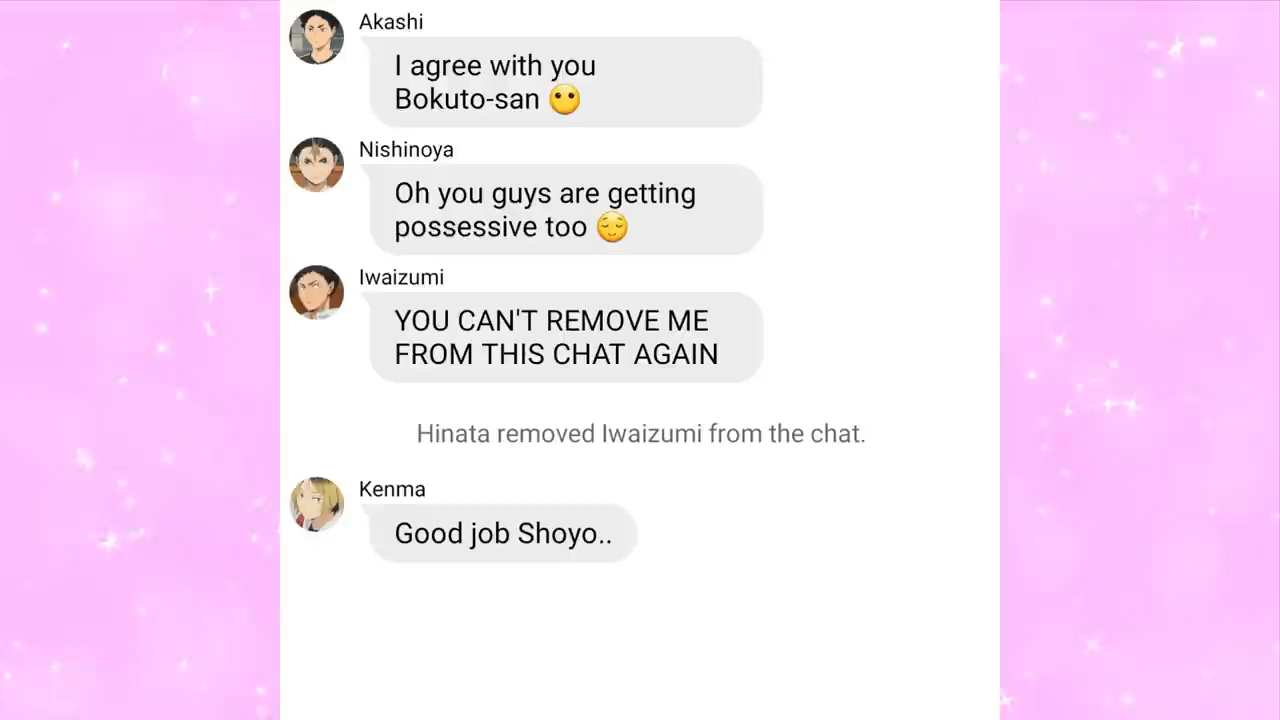 Akashi
I agree with you
Bokuto-san 😶
Nishinoya
Oh you guys are getting
possessive too 😌
Iwaizumi
YOU CAN'T REMOVE ME
FROM THIS CHAT AGAIN
Hinata removed Iwaizumi from the chat.
Kenma
Good job Shoyo..